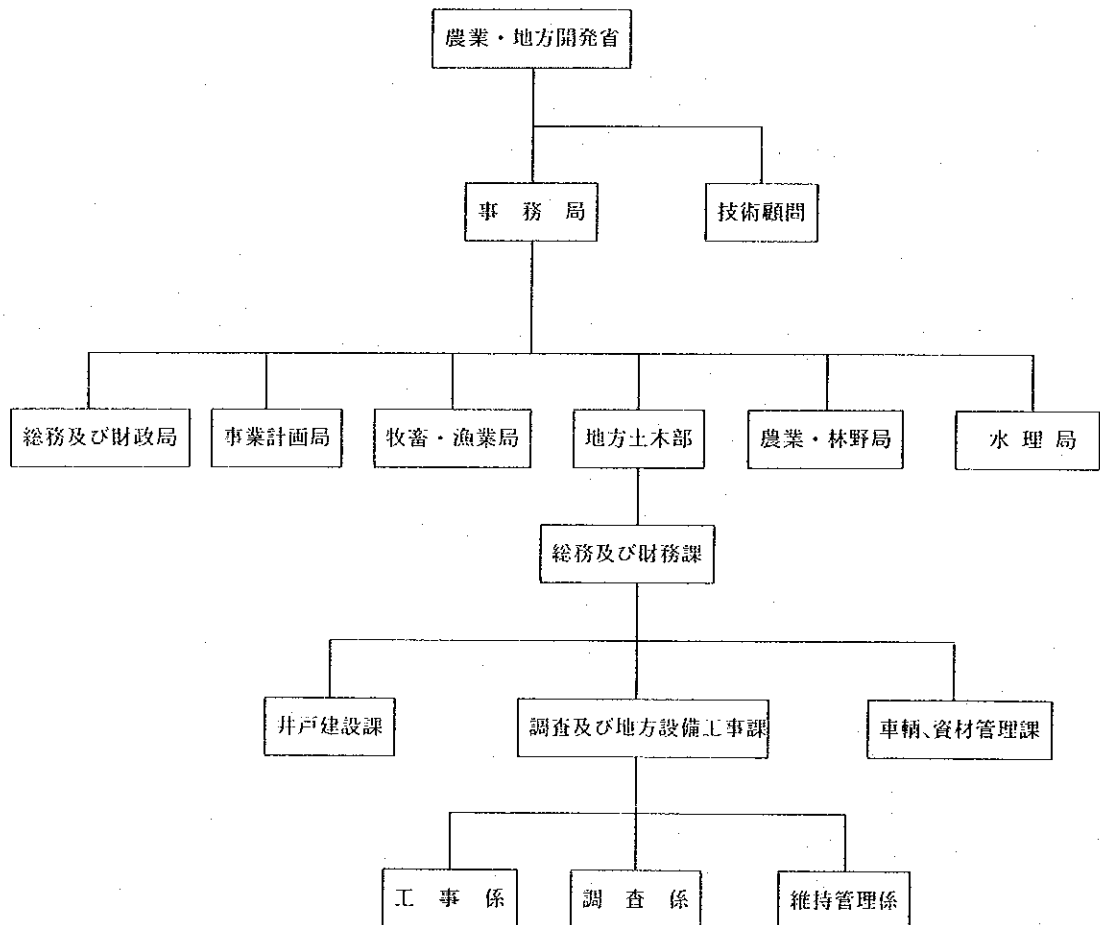 農業・地方開発省
事務局
技術顧問
総務及び財政局
事業計画局
牧畜・漁業局
地方土木部
農業・林野局
水理局
総務及び財務課
井戸建設課
調査及び地方設備工事課
車輌、資材管理課
工事係
調査係
維持管理係